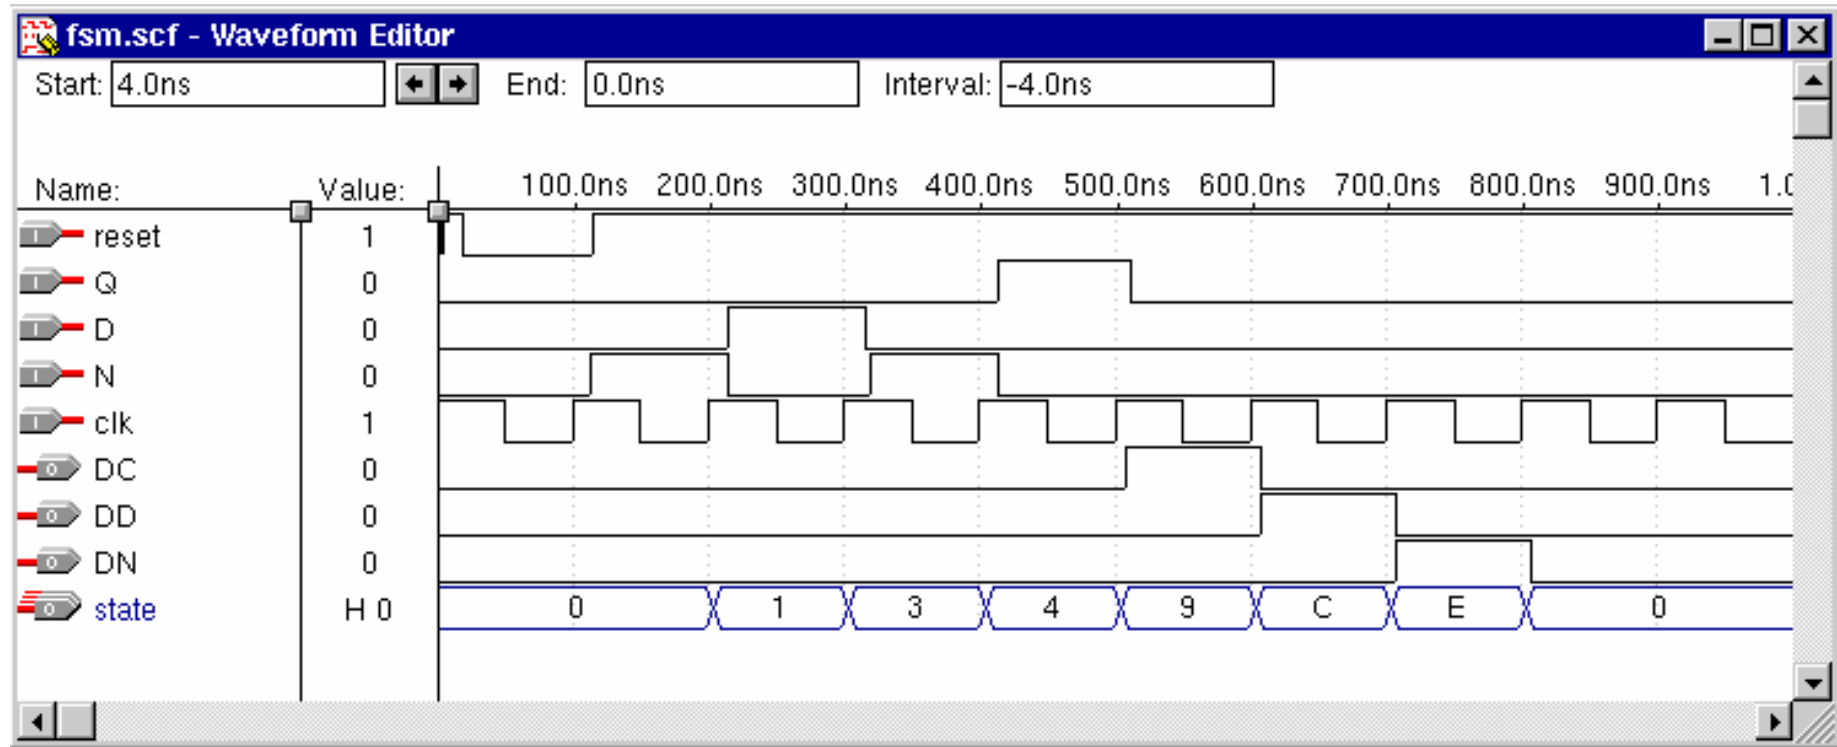 fsm.scf - Waveform Editor
Start: 4.0ns End: 0.0ns Interval: -4.0ns
Name: Value: 100.0ns 200.0ns 300.0ns 400.0ns 500.0ns 600.0ns 700.0ns 800.0ns 900.0ns 1.0
I reset 1
I Q 0
I D 0
I N 0
I clk 1
O DC 0
O DD 0
O DN 0
O state H 0 0 1 3 4 9 C E 0